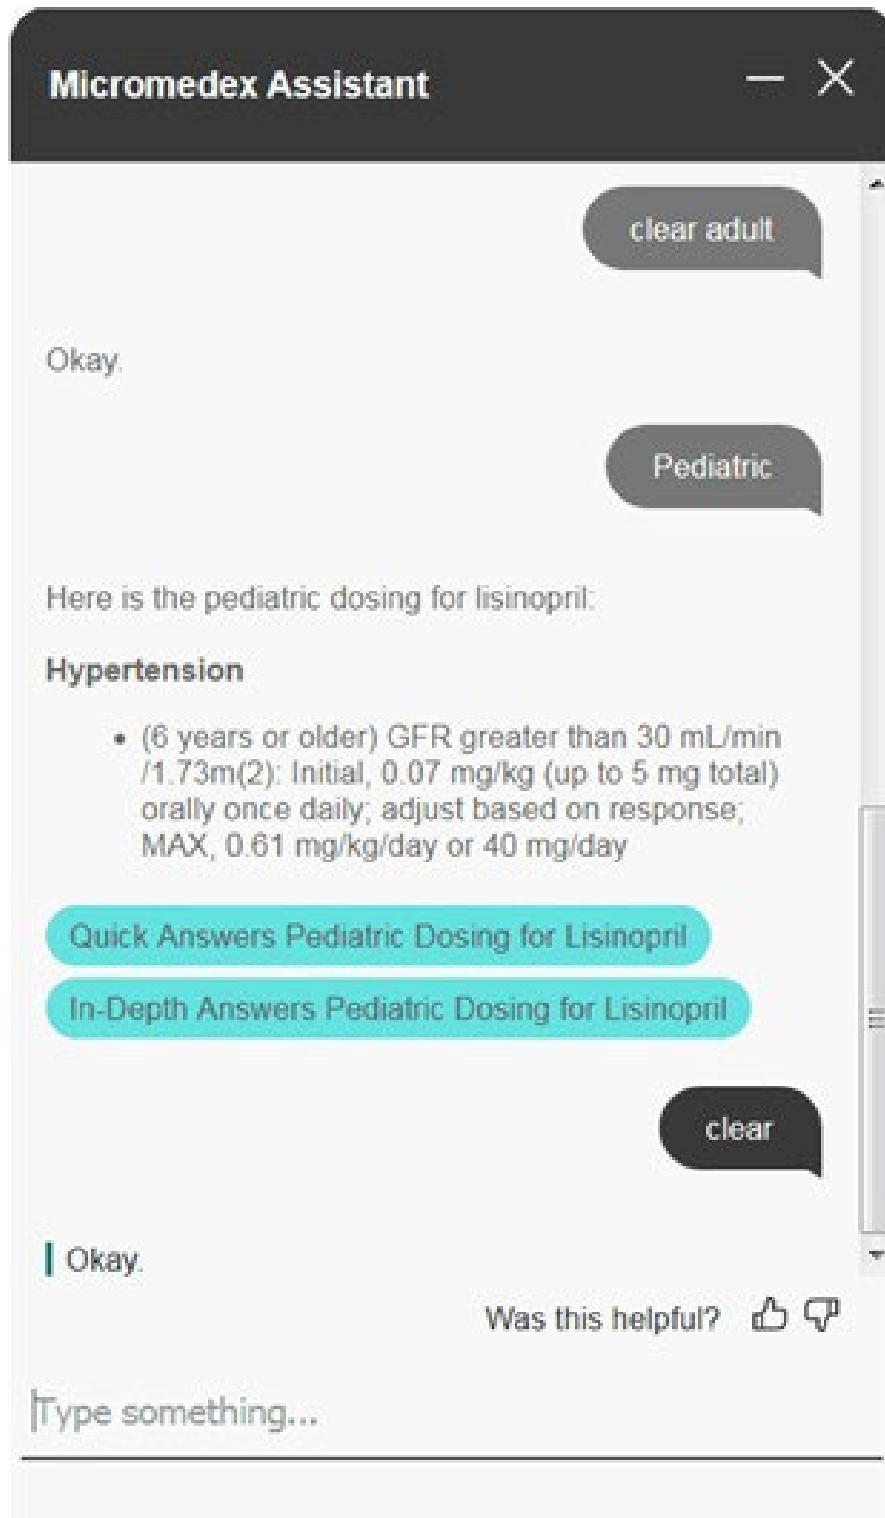 Micromedex Assistant
clear adult
Okay.
Pediatric
Here is the pediatric dosing for lisinopril:
Hypertension
• (6 years or older) GFR greater than 30 mL/min
/1.73m(2): Initial, 0.07 mg/kg (up to 5 mg total)
orally once daily; adjust based on response;
MAX, 0.61 mg/kg/day or 40 mg/day
Quick Answers Pediatric Dosing for Lisinopril
In-Depth Answers Pediatric Dosing for Lisinopril
clear
Okay.
Was this helpful?
Type something...